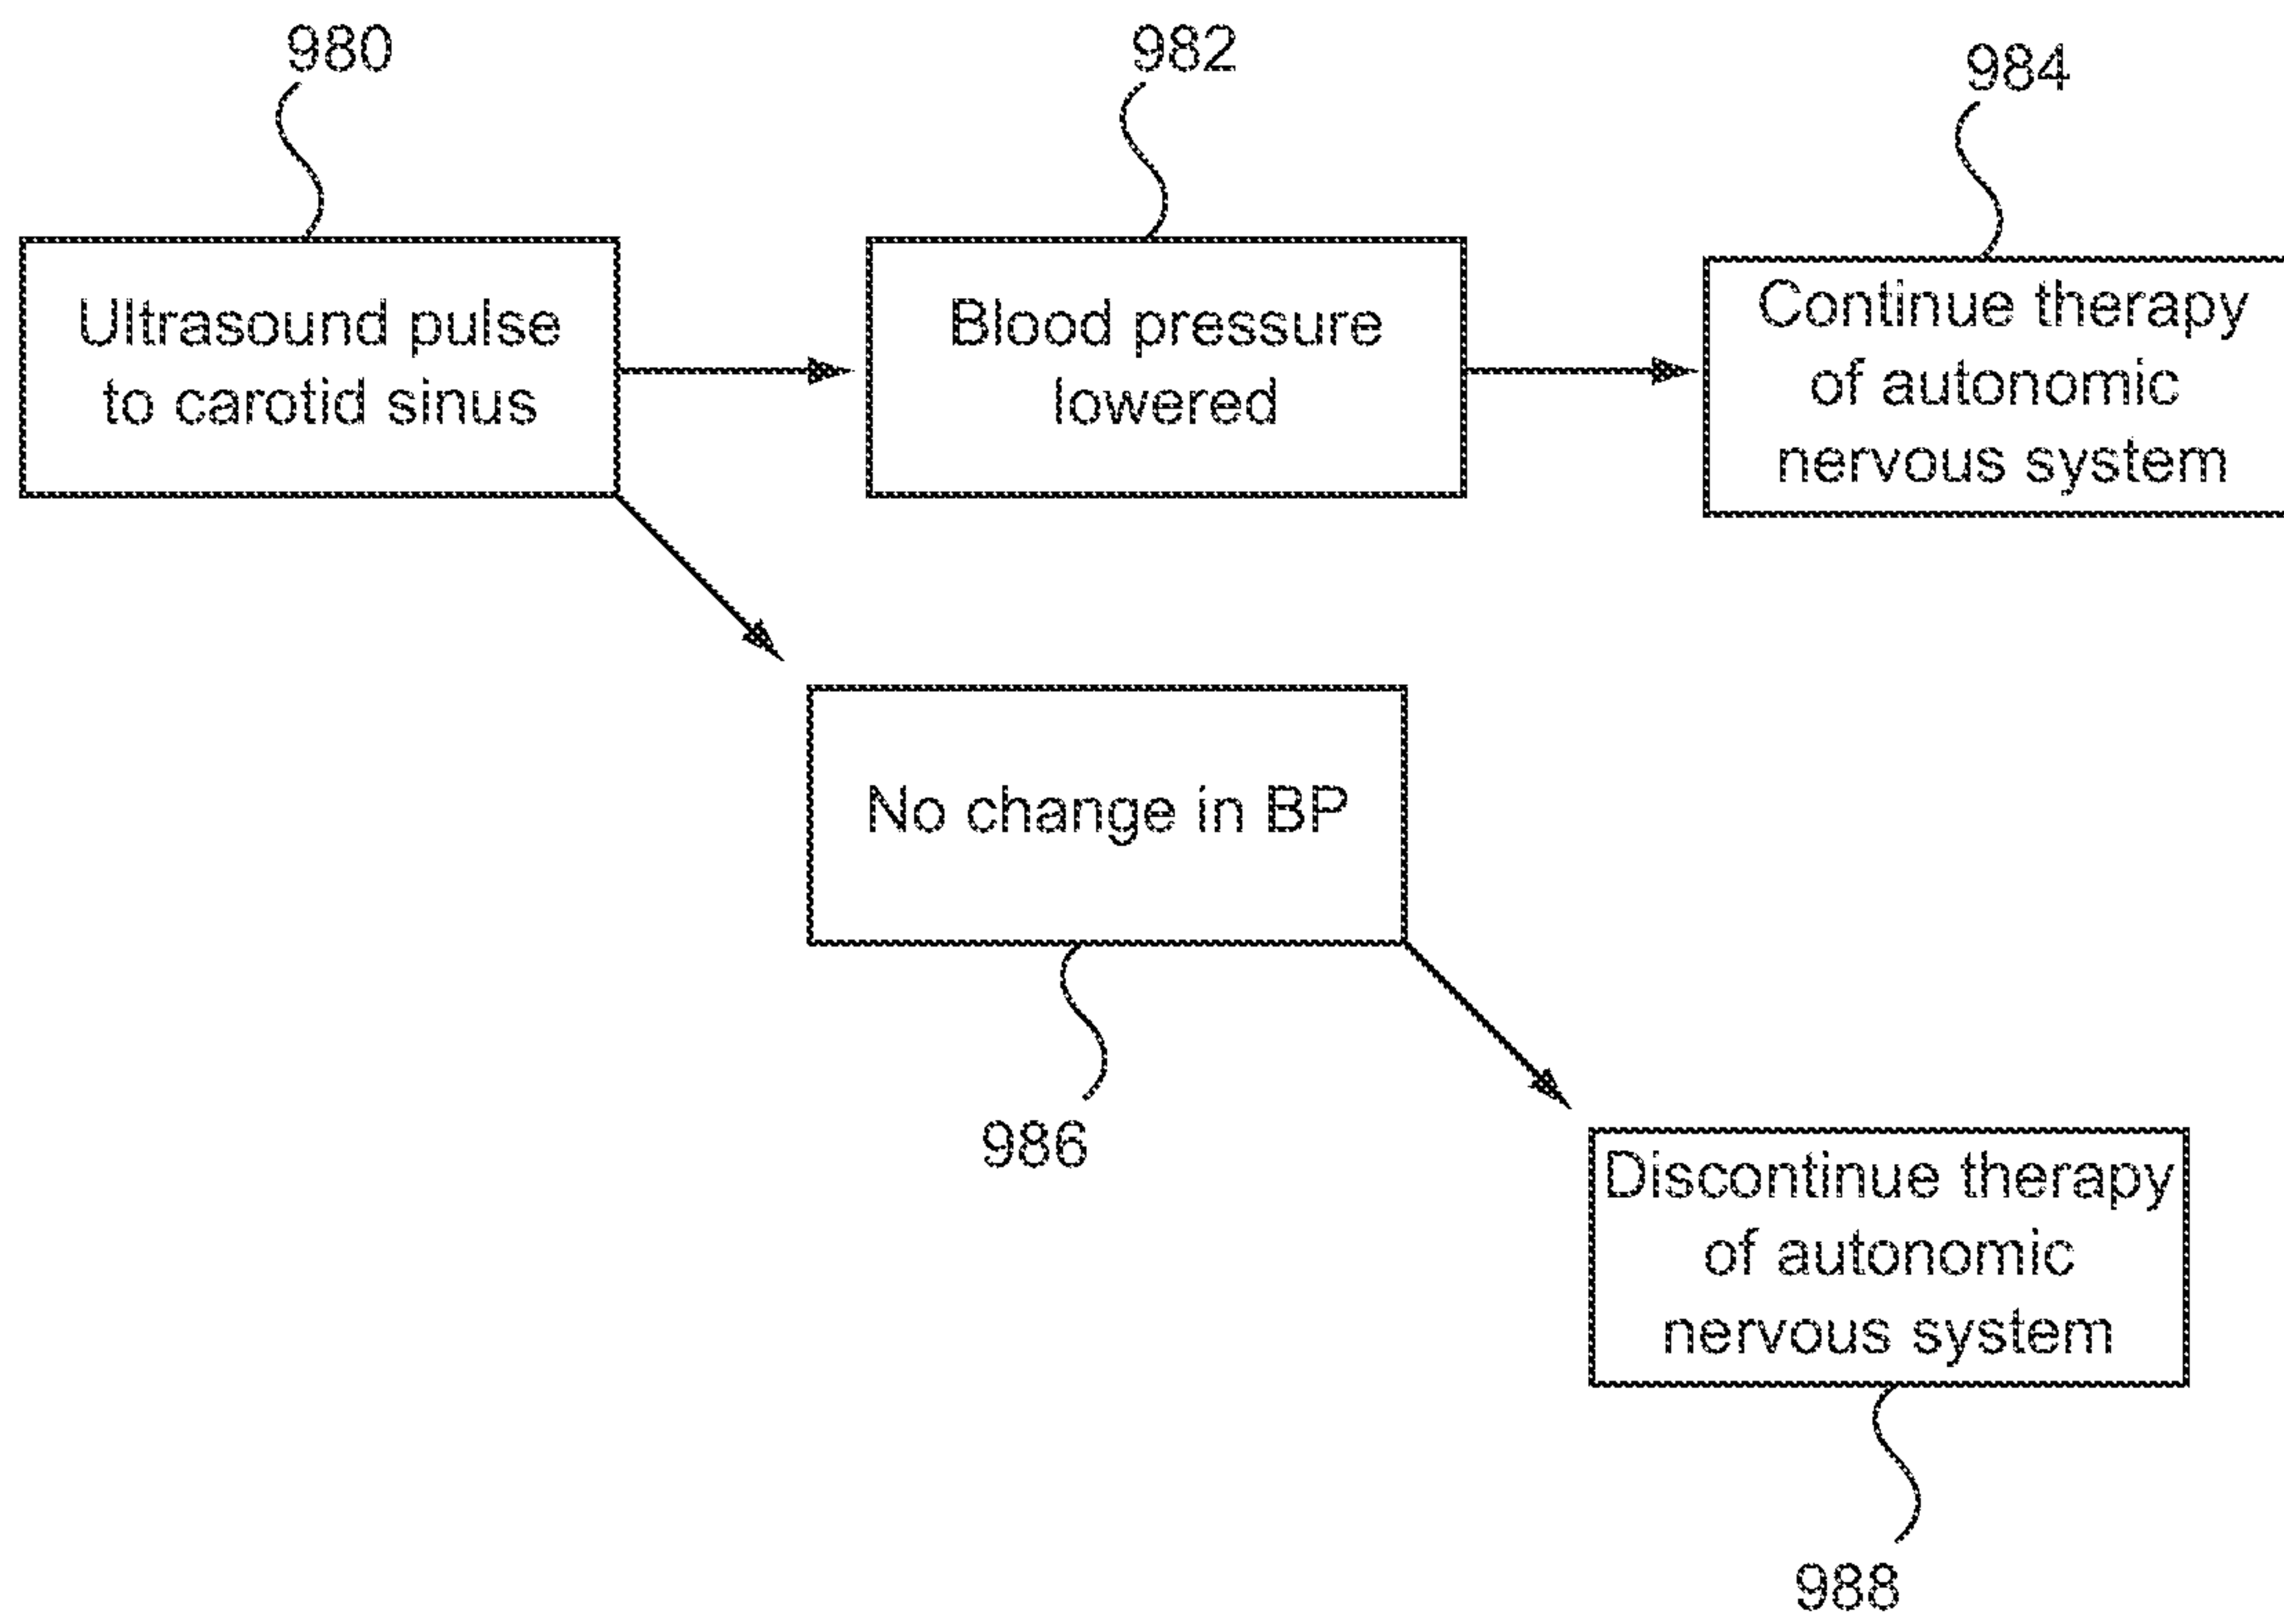 980
982
984
Ultrasound pulse
to carotid sinus
Blood pressure
lowered
Continue therapy
of autonomic
nervous system
No change in BP
986
Discontinue therapy
of autonomic
nervous system
988